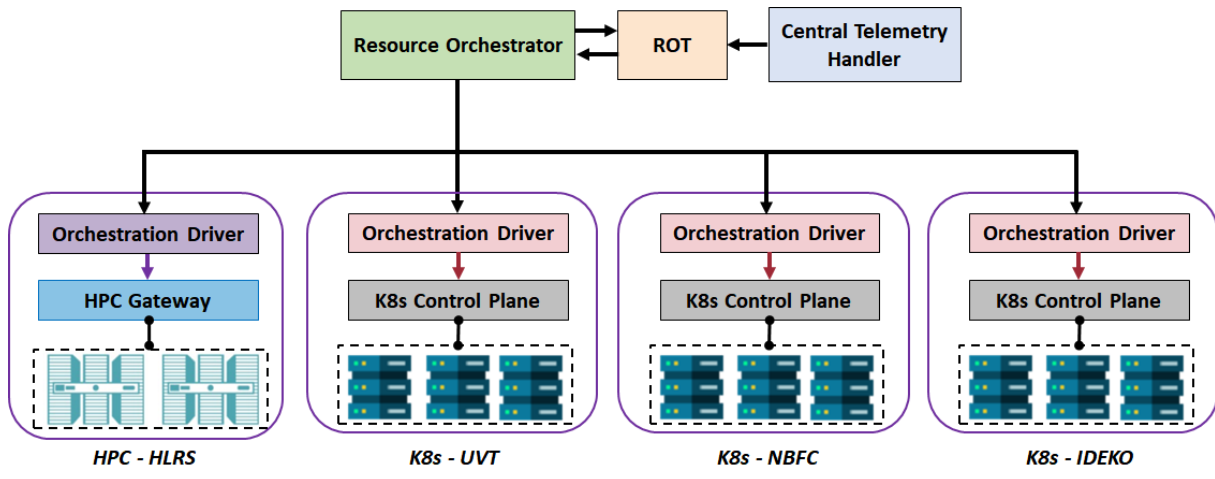 Resource Orchestrator
ROT
Central Telemetry
Handler
Orchestration Driver
Orchestration Driver
Orchestration Driver
Orchestration Driver
HPC Gateway
K8s Control Plane
K8s Control Plane
K8s Control Plane
HPC - HLRS
K8s - UVT
K8s - NBFC
K8s - IDEKO